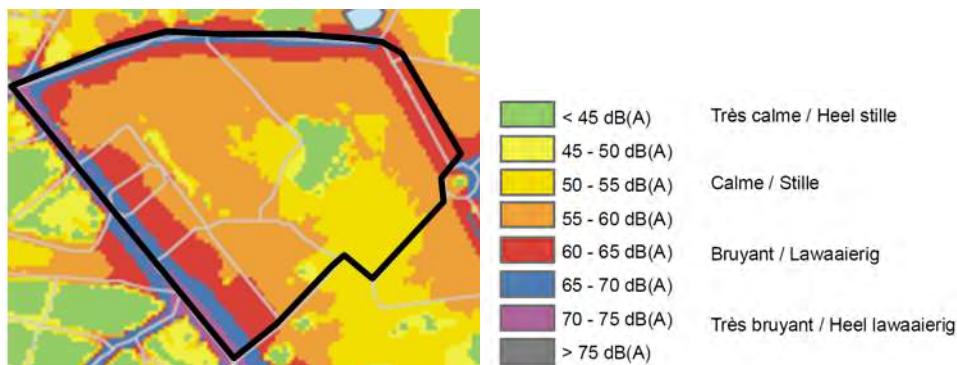 < 45 dB(A) Très calme / Heel stille
45 - 50 dB(A)
50 - 55 dB(A) Calme / Stille
55 - 60 dB(A)
60 - 65 dB(A) Bruyant / Lawaaierig
65 - 70 dB(A)
70 - 75 dB(A) Très bruyant / Heel lawaaierig
> 75 dB(A)